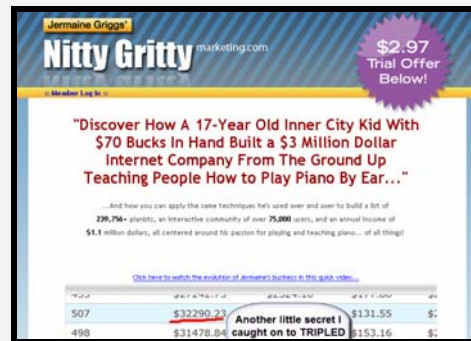 Jermaine Griggs'
Nitty Gritty marketing.com
$2.97
Trial Offer
Below!
:: Member Log In ::
"Discover How A 17-Year Old Inner City Kid With
$70 Bucks In Hand Built a $3 Million Dollar
Internet Company From The Ground Up
Teaching People How to Play Piano By Ear..."
...And how you can apply the same techniques he's used over and over to build a list of
239,756+ pianists, an interactive community of over 75,000 users, and an annual income of
$1.1 million dollars, all centered around his passion for playing and teaching piano... of all things!
Click here to watch the evolution of Jermaine's business in this quick video...
507 $32290.23 $131.55
498 $31478.84 $153.16
Another little secret I
caught on to TRIPLED